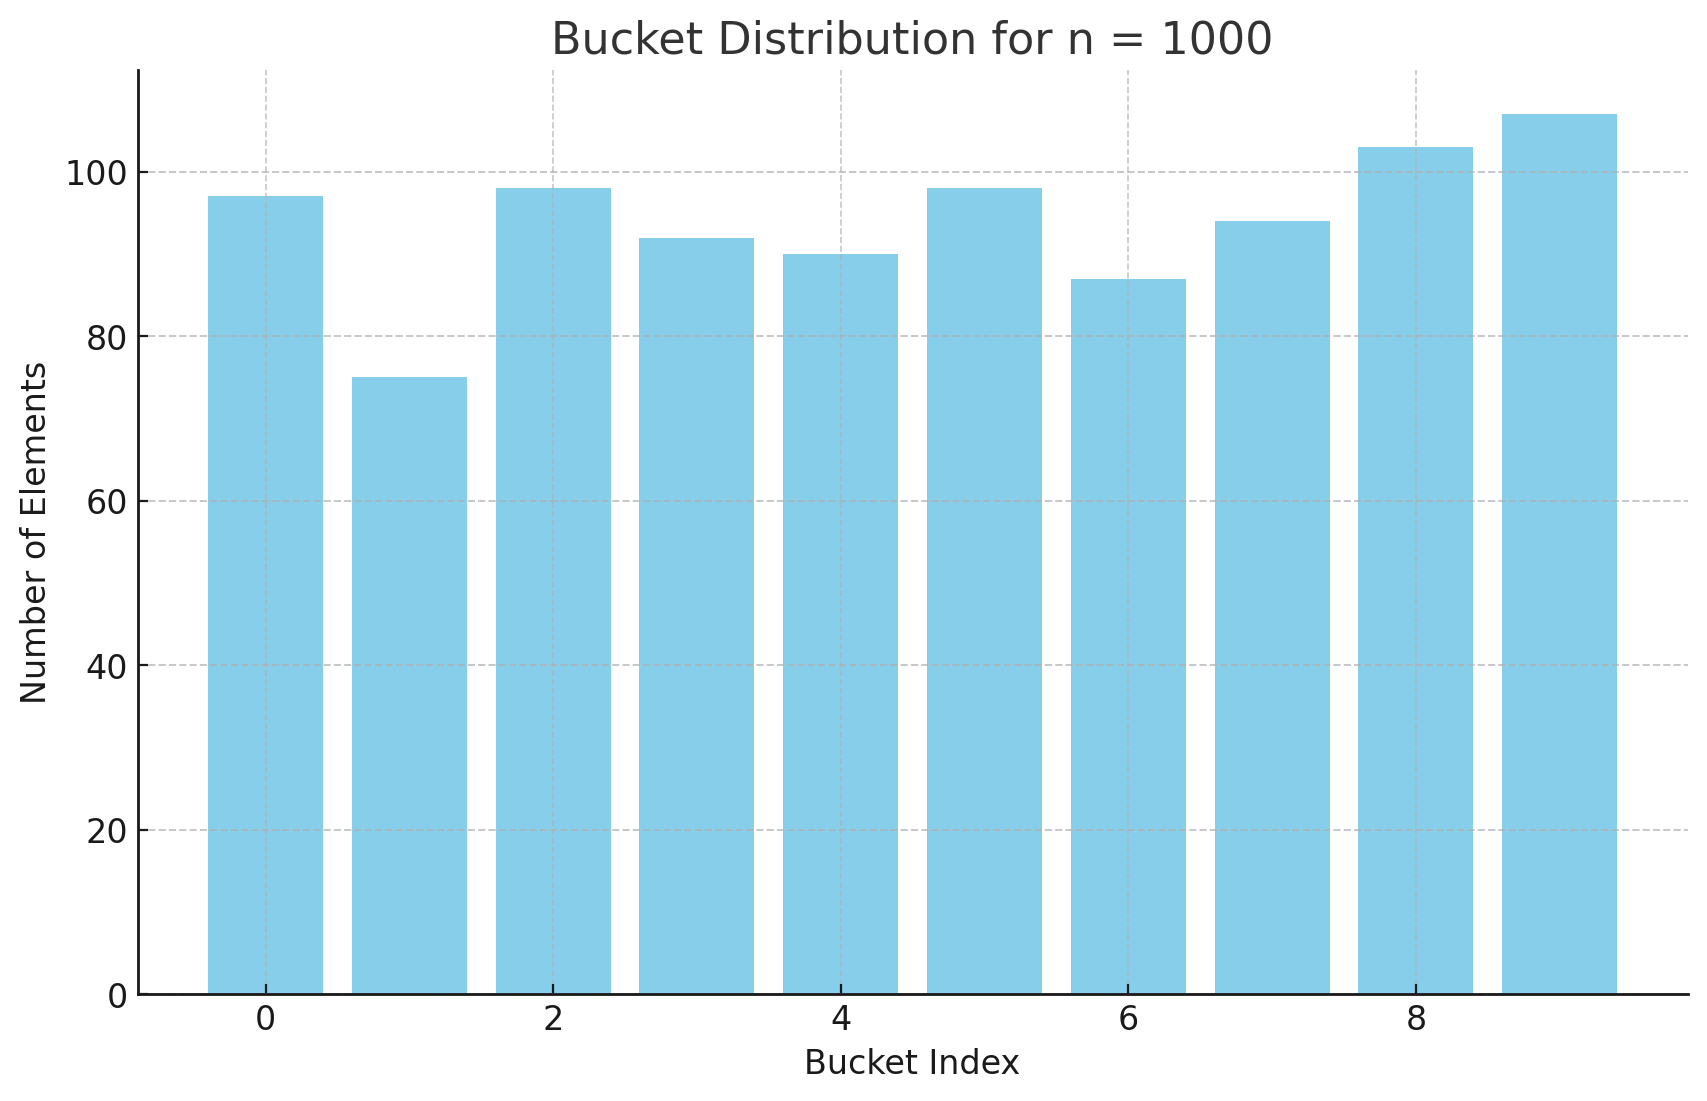 Bucket Distribution for n = 1000
Number of Elements
100
80
60
40
20
0
0 2 4 6 8
Bucket Index